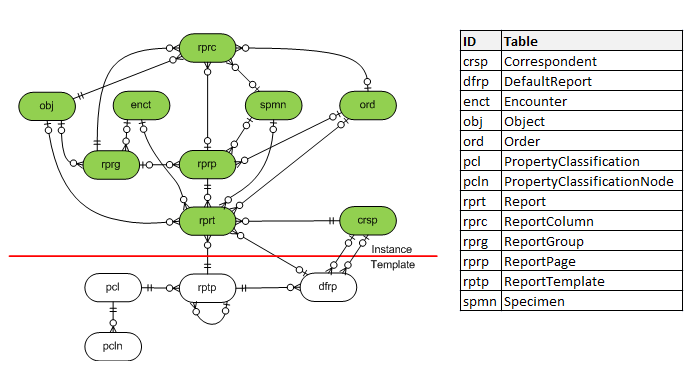 rprc
obj
enct
spmn
ord
rprg
rprp
rprt
crsp
Instance
Template
pcl
rptp
dfrp
pcln
ID Table
crsp Correspondent
dfrp DefaultReport
enct Encounter
obj Object
ord Order
pcl PropertyClassification
pcln PropertyClassificationNode
rprt Report
rprc ReportColumn
rprg ReportGroup
rprp ReportPage
rptp ReportTemplate
spmn Specimen